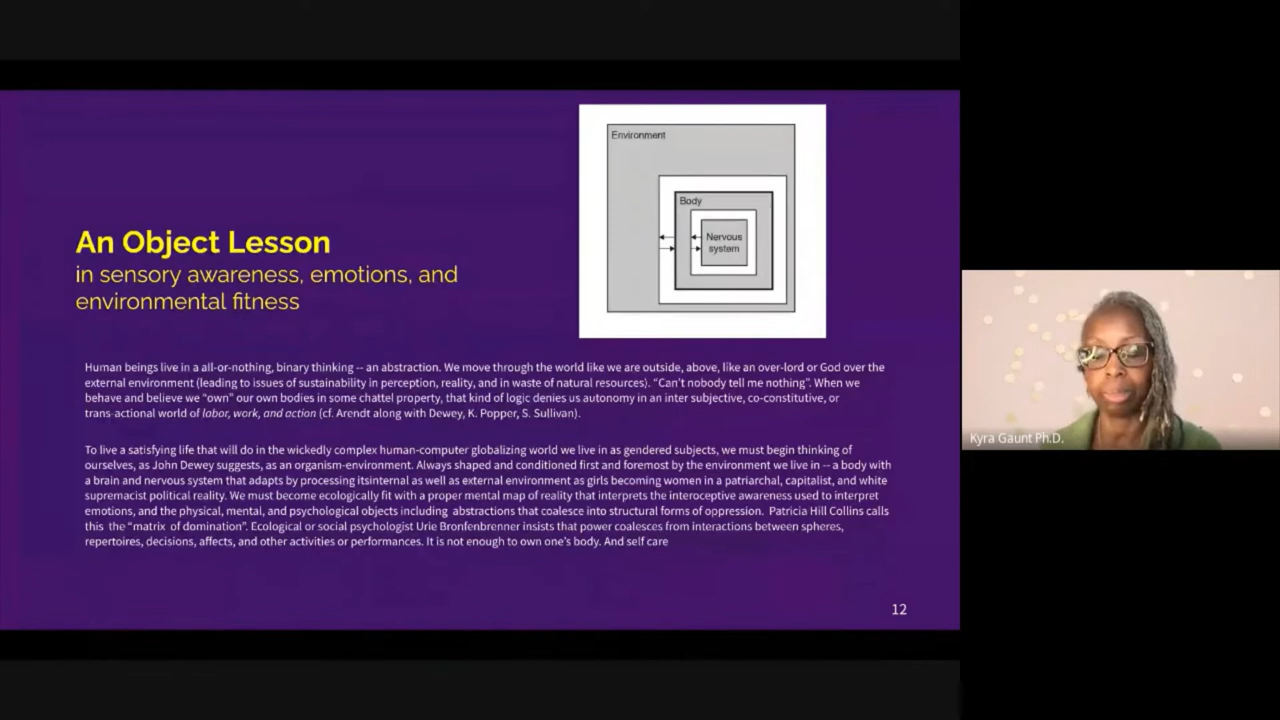 Environment
Body
Nervous
system
An Object Lesson
in sensory awareness, emotions, and
environmental fitness
Human beings live in a all-or-nothing, binary thinking -- an abstraction. We move through the world like we are outside, above, like an over-lord or God over the
external environment (leading to issues of sustainability in perception, reality, and in waste of natural resources). “Can’t nobody tell me nothing”. When we
behave and believe we “own” our own bodies in some chattel property, that kind of logic denies us autonomy in an inter subjective, co-constitutive, or
trans-actional world of labor, work, and action (cf. Arendt along with Dewey, K. Popper, S. Sullivan).
To live a satisfying life that will do in the wickedly complex human-computer globalizing world we live in as gendered subjects, we must begin thinking of
ourselves, as John Dewey suggests, as an organism-environment. Always shaped and conditioned first and foremost by the environment we live in -- a body with
a brain and nervous system that adapts by processing itsinternal as well as external environment as girls becoming women in a patriarchal, capitalist, and white
supremacist political reality. We must become ecologically fit with a proper mental map of reality that interprets the interoceptive awareness used to interpret
emotions, and the physical, mental, and psychological objects including abstractions that coalesce into structural forms of oppression. Patricia Hill Collins calls
this the “matrix of domination”. Ecological or social psychologist Urie Bronfenbrenner insists that power coalesces from interactions between spheres,
repertoires, decisions, affects, and other activities or performances. It is not enough to own one’s body. And self care
12
Kyra Gaunt Ph.D.